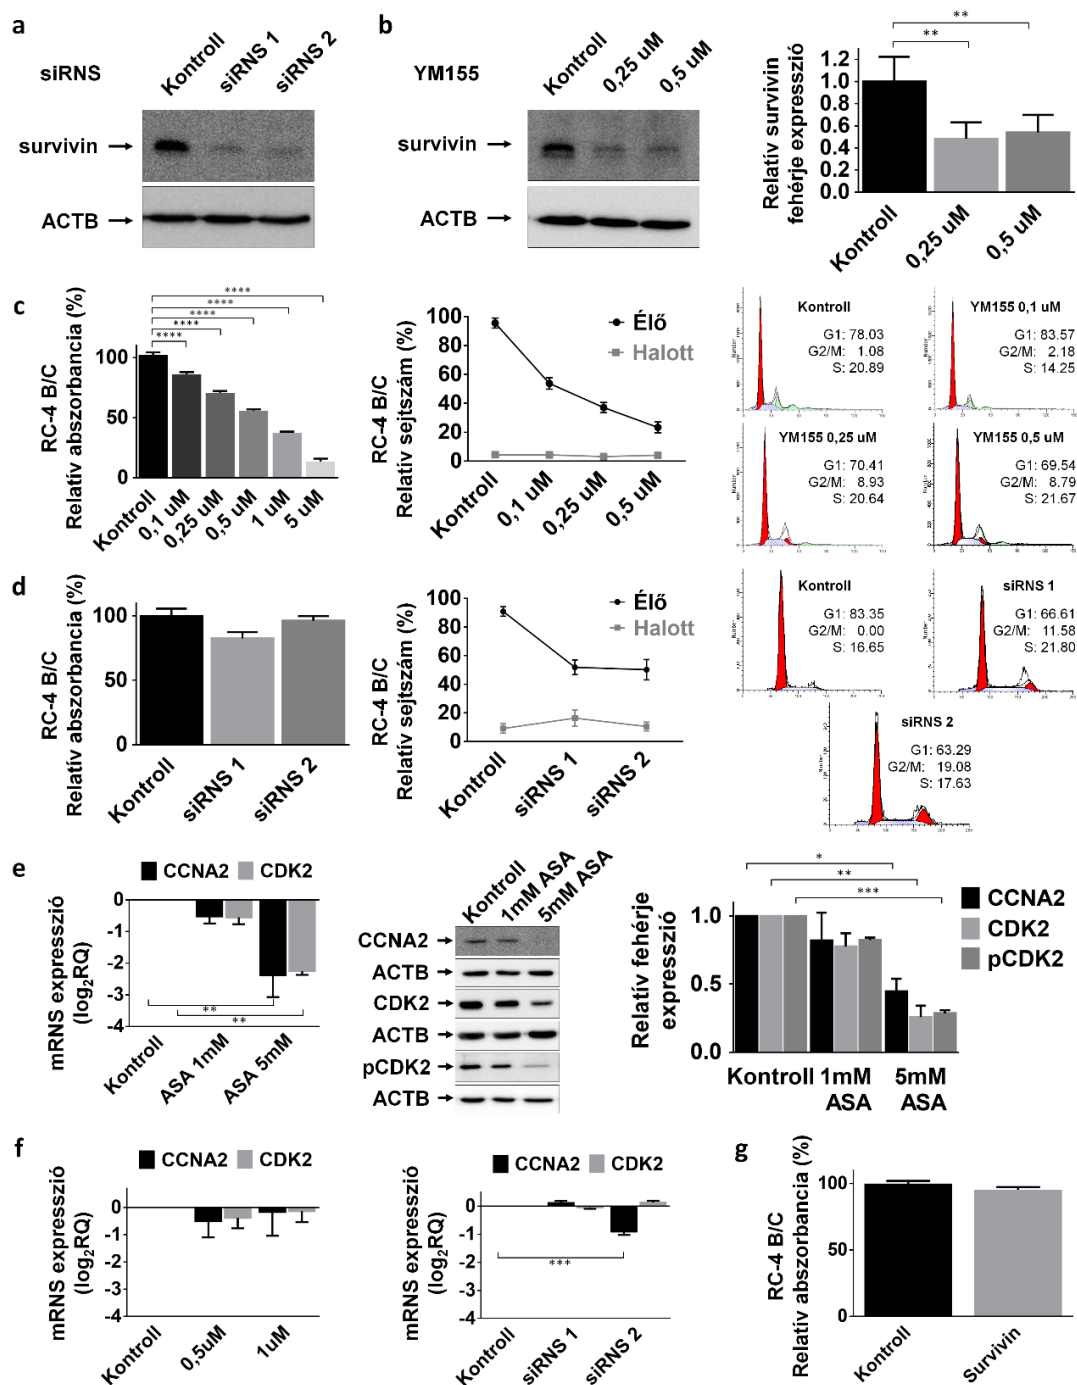 a
siRNS
Kontroll
siRNS 1
siRNS 2
survivin
ACTB
b
YM155
Kontroll
0,25 uM
0,5 uM
survivin
ACTB
Relatív survivin
fehérje expresszió
1.2
1.0
0.8
0.6
0.4
0.2
0.0
**
**
Kontroll
0,25 uM
0,5 uM
c
RC-4 B/C
Relatív abszorbancia (%)
100
50
0
****
****
****
****
****
Kontroll
0,1 uM
0,25 uM
0,5 uM
1 uM
5 uM
RC-4 B/C
Relatív sejtszám (%)
100
80
60
40
20
0
Élő
Halott
Kontroll
0,1 uM
0,25 uM
0,5 uM
Kontroll
G1: 78.03
G2/M: 1.08
S: 20.89
YM155 0,1 uM
G1: 83.57
G2/M: 2.18
S: 14.25
YM155 0,25 uM
G1: 70.41
G2/M: 8.93
S: 20.64
YM155 0,5 uM
G1: 69.54
G2/M: 8.79
S: 21.67
d
RC-4 B/C
Relatív abszorbancia (%)
100
50
0
Kontroll
siRNS 1
siRNS 2
RC-4 B/C
Relatív sejtszám (%)
100
80
60
40
20
0
Élő
Halott
Kontroll
siRNS 1
siRNS 2
Kontroll
G1: 83.35
G2/M: 0.00
S: 16.65
siRNS 1
G1: 66.61
G2/M: 11.58
S: 21.80
siRNS 2
G1: 63.29
G2/M: 19.08
S: 17.63
e
CCNA2 CDK2
mRNS expresszió
(log₂RQ)
0
-1
-2
-3
-4
**
**
Kontroll
ASA 1mM
ASA 5mM
Kontroll
1mM ASA
5mM ASA
CCNA2
ACTB
CDK2
ACTB
pCDK2
ACTB
Relatív fehérje
expresszió
1.0
0.5
0.0
*
**
***
CCNA2
CDK2
pCDK2
Kontroll 1mM 5mM
ASA ASA
f
CCNA2 CDK2
mRNS expresszió
(log₂RQ)
0
-1
-2
-3
-4
Kontroll
0,5uM
1uM
CCNA2 CDK2
mRNS expresszió
(log₂RQ)
0
-1
-2
-3
-4
***
Kontroll
siRNS 1
siRNS 2
g
RC-4 B/C
Relatív abszorbancia (%)
100
50
0
Kontroll
Survivin